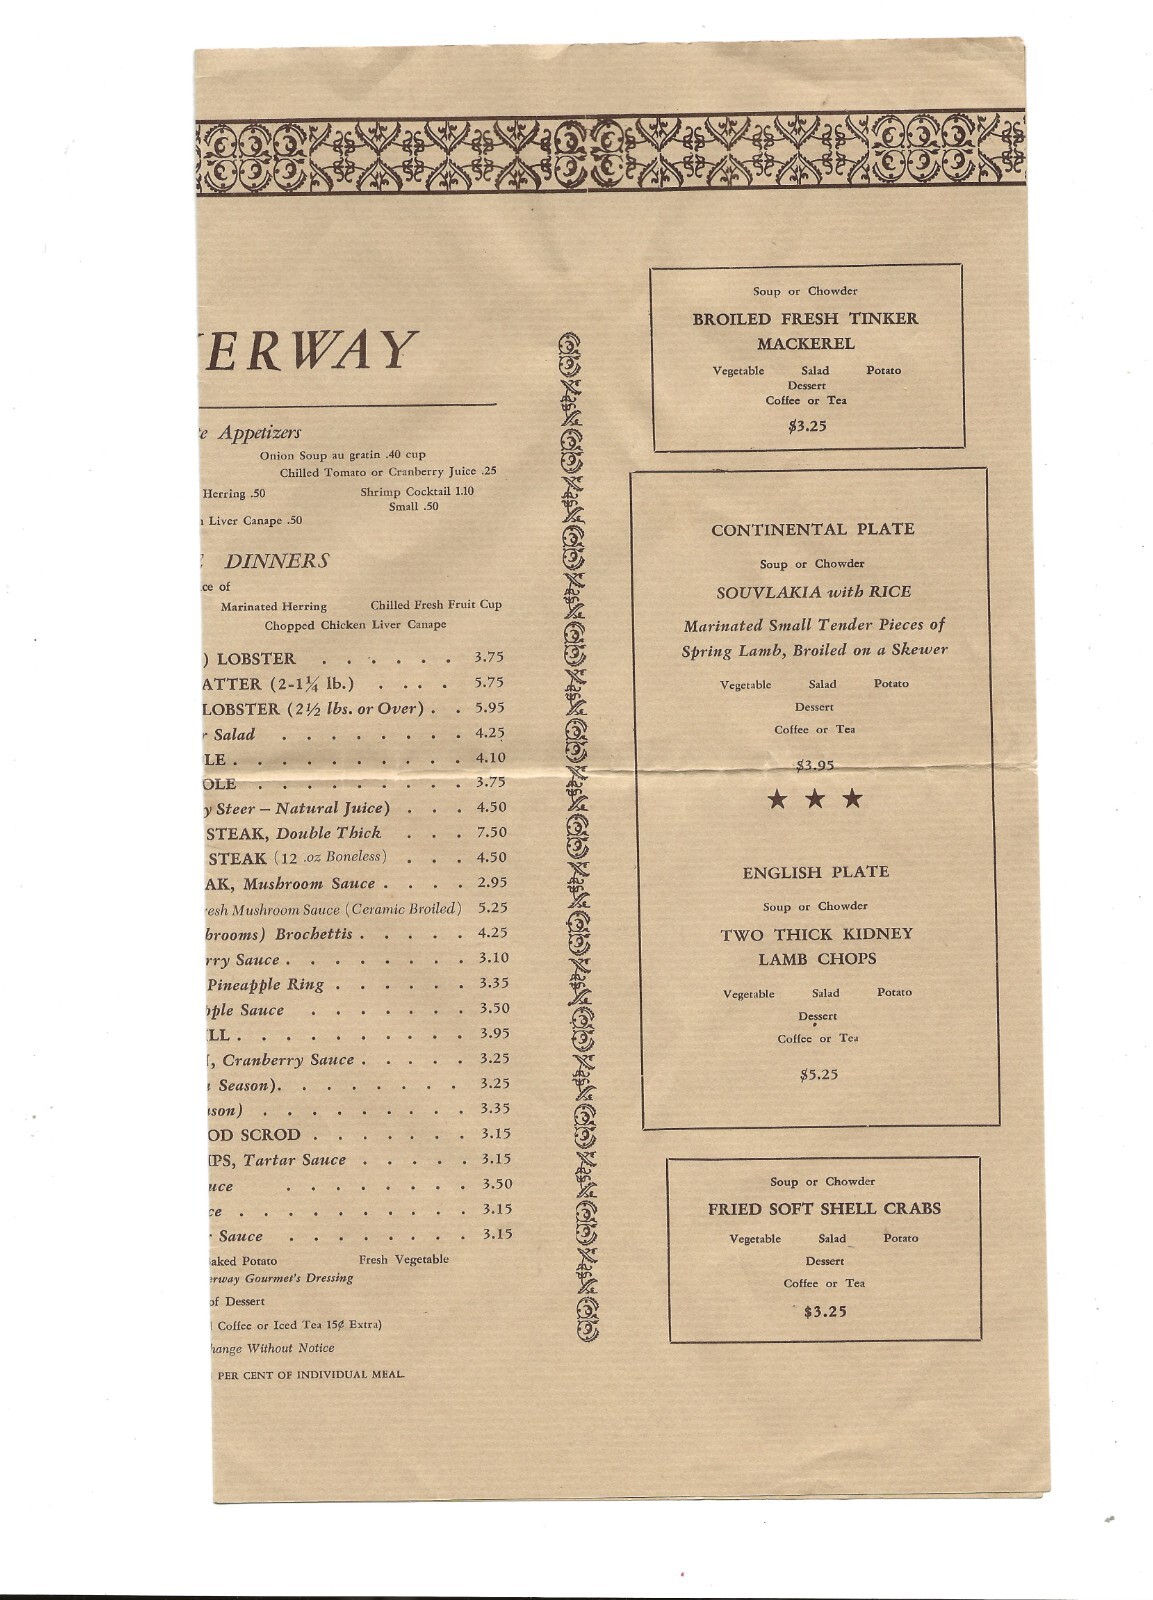 ERWAY
Appetizers
Onion Soup au gratin .40 cup
Chilled Tomato or Cranberry Juice .25
Herring .50 Shrimp Cocktail 1.10
Small .50
Liver Canape .50
DINNERS
of
Marinated Herring Chilled Fresh Fruit Cup
Chopped Chicken Liver Canape
) LOBSTER . . . . . . 3.75
ATTER (2-1¼ lb.) . . . . 5.75
LOBSTER (2½ lbs. or Over) . . 5.95
Salad . . . . . . . . 4.25
LE . . . . . . . . . . 4.10
OLE . . . . . . . . . 3.75
y Steer – Natural Juice) . . . 4.50
STEAK, Double Thick . . . 7.50
STEAK (12 .oz Boneless) . . . 4.50
AK, Mushroom Sauce . . . . 2.95
esh Mushroom Sauce (Ceramic Broiled) 5.25
brooms) Brochettis . . . . . 4.25
rry Sauce . . . . . . . . 3.10
Pineapple Ring . . . . . . 3.35
pple Sauce . . . . . . . 3.50
LL . . . . . . . . . . 3.95
, Cranberry Sauce . . . . . 3.25
Season) . . . . . . . . 3.25
son) . . . . . . . . . 3.35
OD SCROD . . . . . . . 3.15
IPS, Tartar Sauce . . . . . 3.15
uce . . . . . . . . 3.50
ce . . . . . . . . . . 3.15
Sauce . . . . . . . . 3.15
aked Potato Fresh Vegetable
erway Gourmet's Dressing
of Dessert
Coffee or Iced Tea 15¢ Extra)
hange Without Notice
PER CENT OF INDIVIDUAL MEAL.
Soup or Chowder
BROILED FRESH TINKER
MACKEREL
Vegetable Salad Potato
Dessert
Coffee or Tea
$3.25
CONTINENTAL PLATE
Soup or Chowder
SOUVLAKIA with RICE
Marinated Small Tender Pieces of
Spring Lamb, Broiled on a Skewer
Vegetable Salad Potato
Dessert
Coffee or Tea
$3.95
★ ★ ★
ENGLISH PLATE
Soup or Chowder
TWO THICK KIDNEY
LAMB CHOPS
Vegetable Salad Potato
Dessert
Coffee or Tea
$5.25
Soup or Chowder
FRIED SOFT SHELL CRABS
Vegetable Salad Potato
Dessert
Coffee or Tea
$3.25